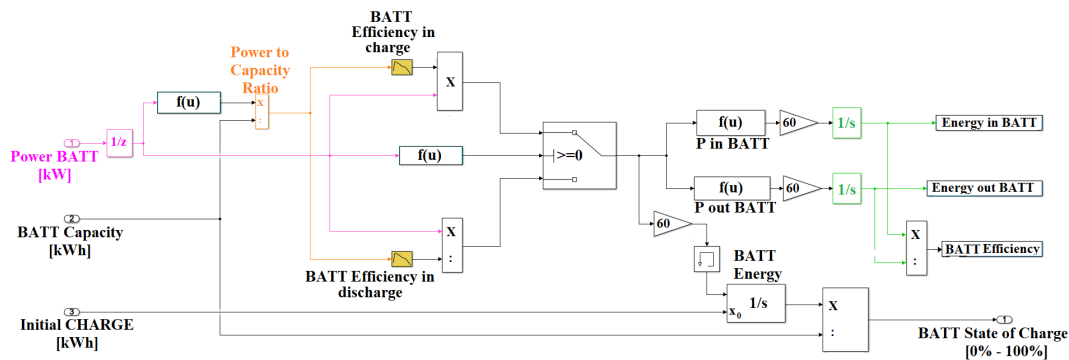 BATT
Efficiency in
charge
Power to
Capacity
Ratio
X
f(u)
x
:
1
1/z
Power BATT
[kW]
f(u)
>=0
f(u)
P in BATT
60
1/s
Energy in BATT
f(u)
P out BATT
60
1/s
Energy out BATT
2
BATT Capacity
[kWh]
X
:
BATT Efficiency in
discharge
60
X
:
BATT Efficiency
BATT
Energy
1/s
x0
3
Initial CHARGE
[kWh]
X
:
1
BATT State of Charge
[0% - 100%]